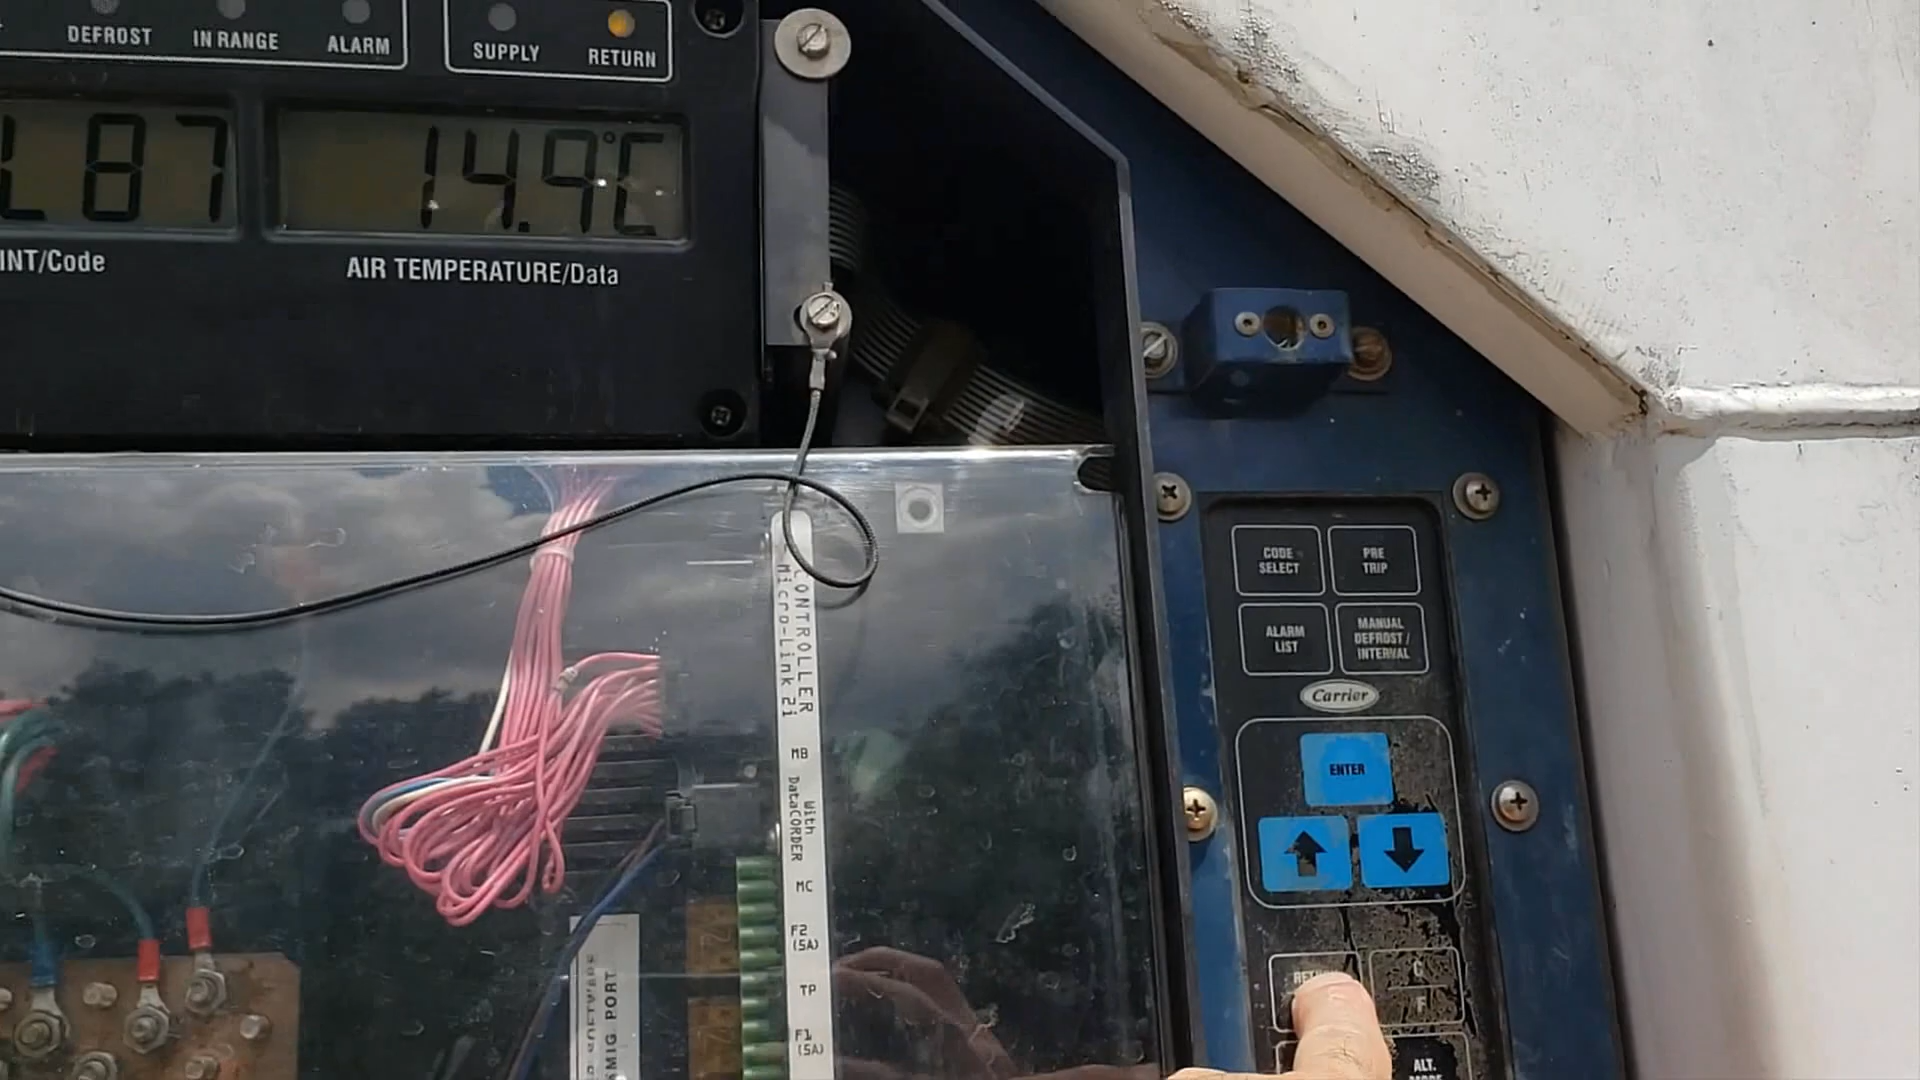 DEFROST
IN RANGE
ALARM
SUPPLY
RETURN
L87
14.9°C
INT/Code
AIR TEMPERATURE/Data
CODE
SELECT
PRE
TRIP
ALARM
LIST
MANUAL
DEFROST /
INTERVAL
Carrier
ENTER
C
F
ALT.
CONTROLLER
Micro-Link 2i
MB
With
DataCORDER
MC
F2
(5A)
TP
F1
(5A)
SOFTWARE
PORT